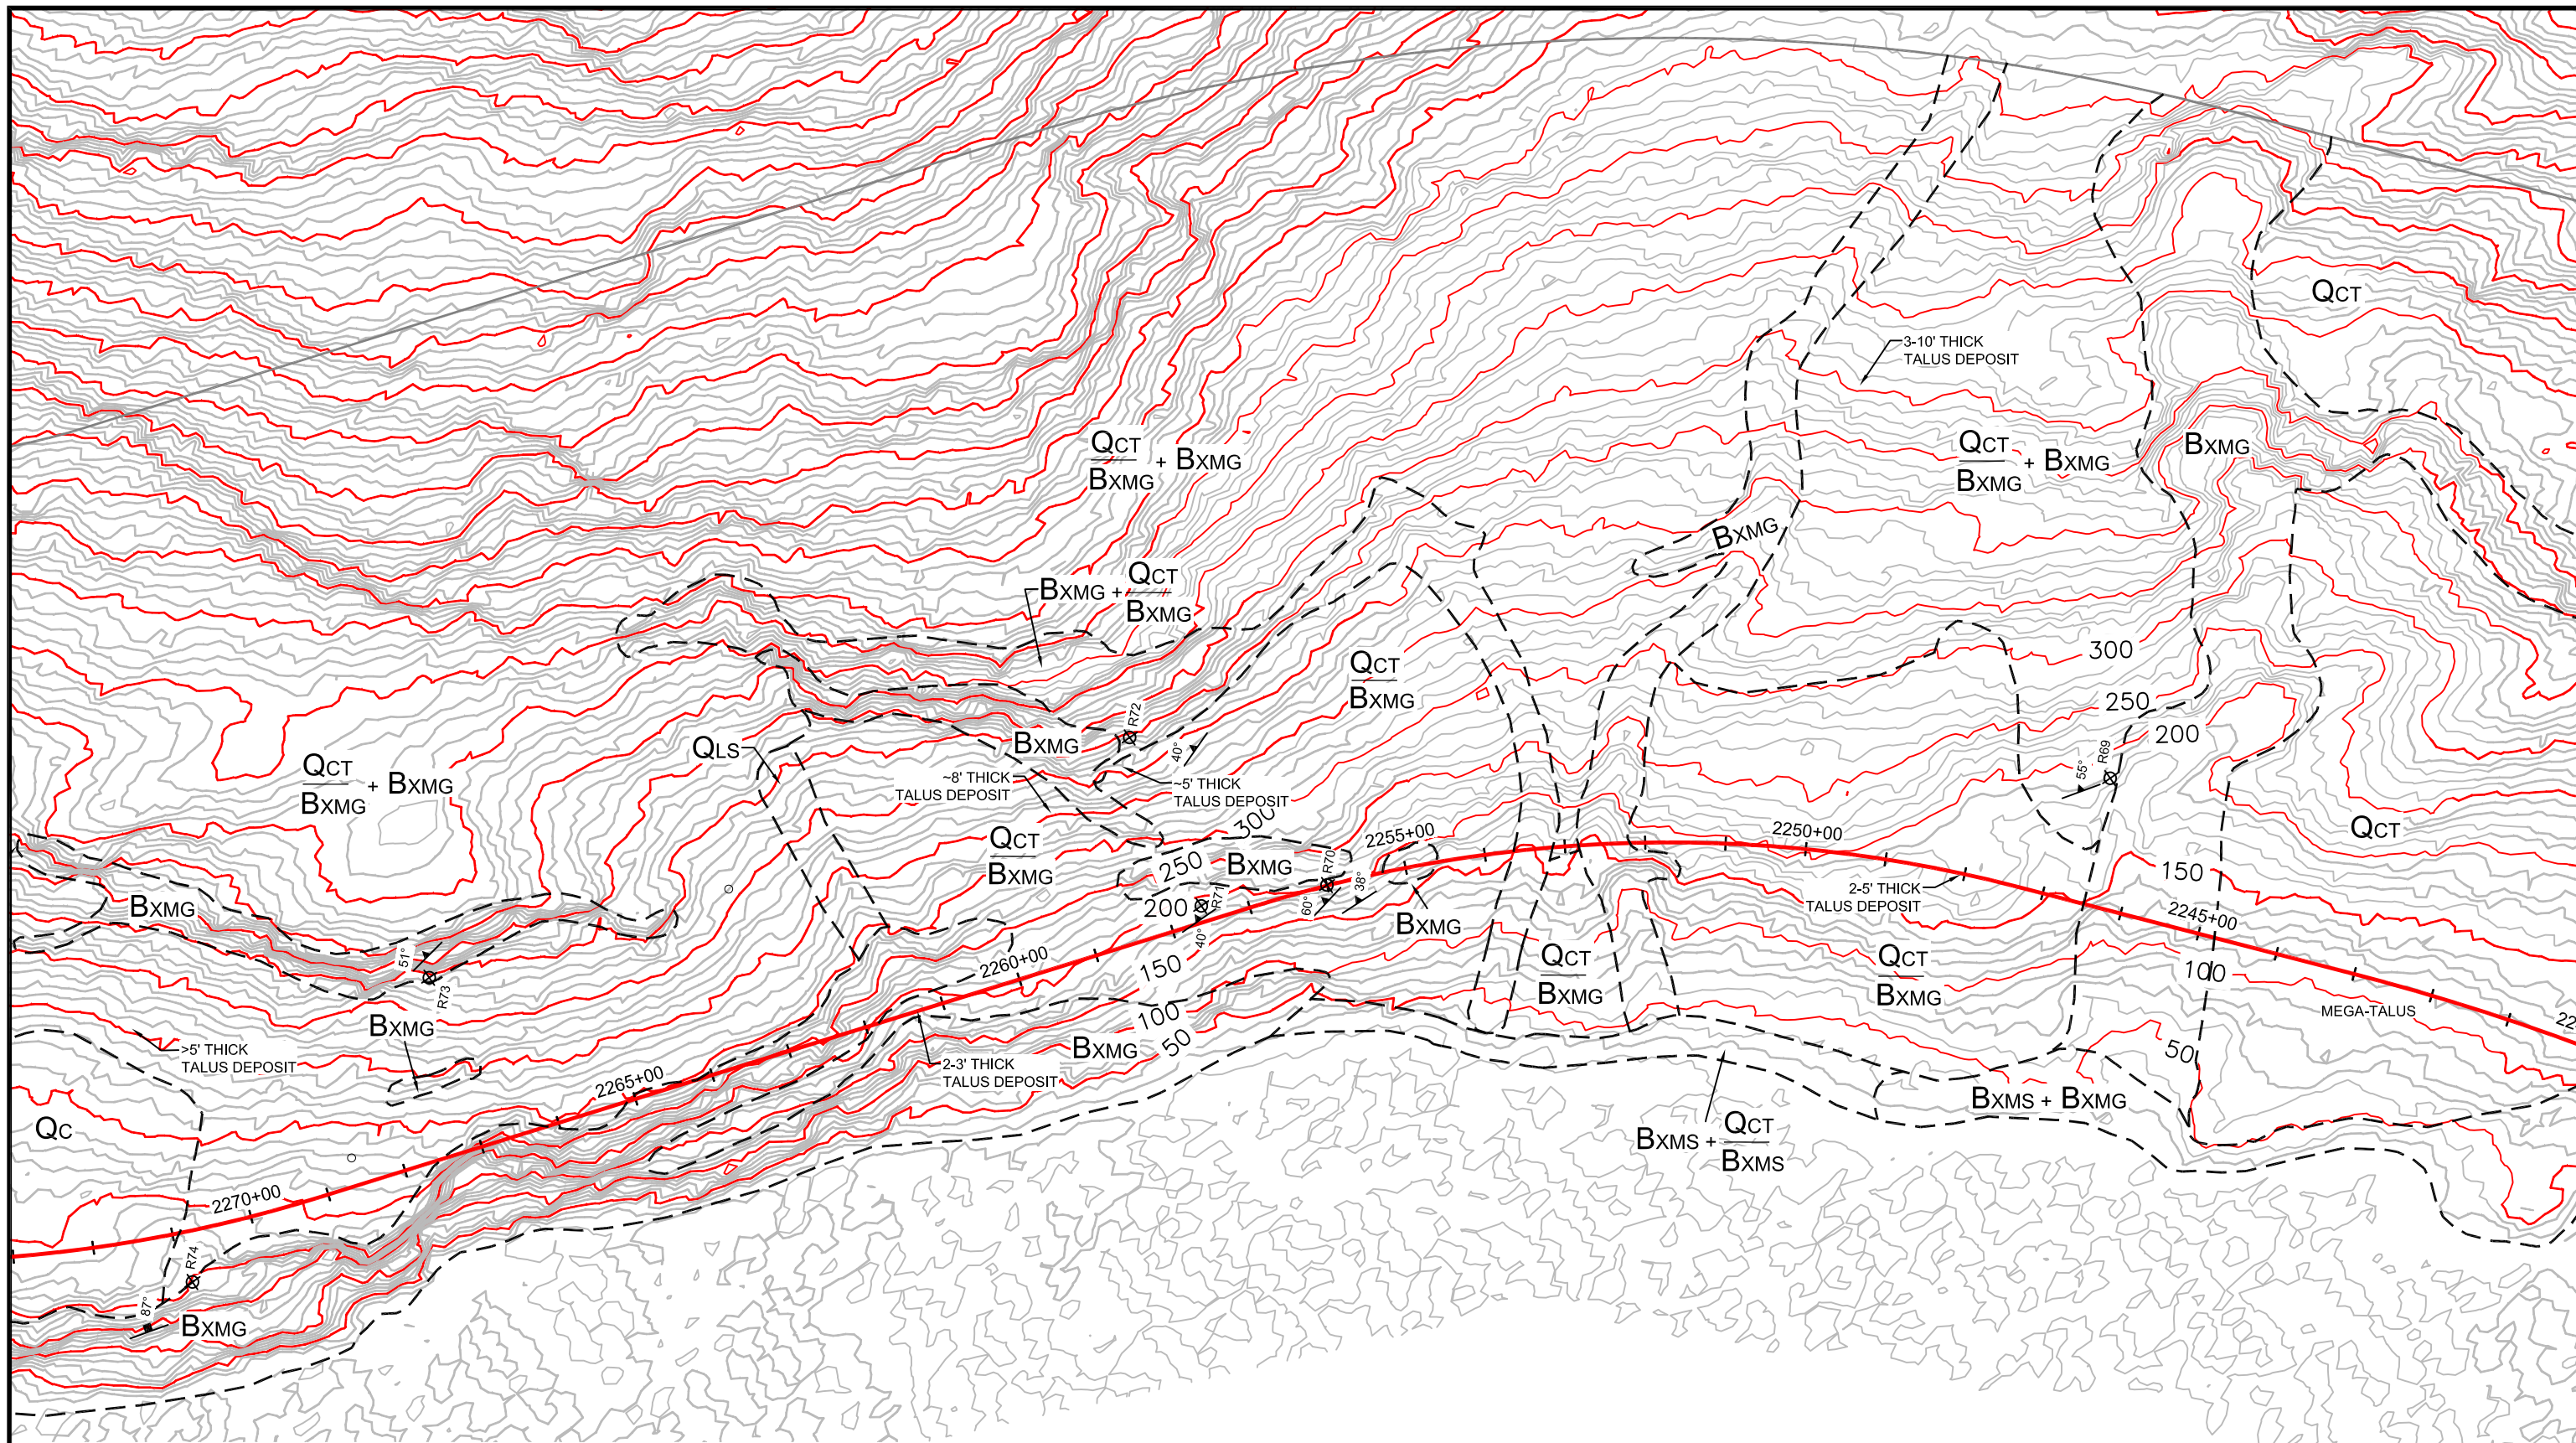 QCT
3-10' THICK
TALUS DEPOSIT
QCT
BXMG + BXMG
QCT
BXMG + BXMG
BXMG
BXMG
BXMG + QCT
BXMG
300
QCT
BXMG
250
200
R72
QLS
BXMG
40°
R69
55°
QCT
BXMG + BXMG
~8' THICK
TALUS DEPOSIT
~5' THICK
TALUS DEPOSIT
300
2255+00
2250+00
QCT
QCT
BXMG
250
BXMG
R70
38°
150
2-5' THICK
TALUS DEPOSIT
BXMG
200
R71
60°
40°
BXMG
2245+00
51°
R73
2260+00
150
QCT
BXMG
QCT
BXMG
100
MEGA-TALUS
22
BXMG
100
BXMG
50
50
>5' THICK
TALUS DEPOSIT
2-3' THICK
TALUS DEPOSIT
2265+00
BXMS + BXMG
QC
BXMS + QCT
BXMS
2270+00
R74
87°
BXMG